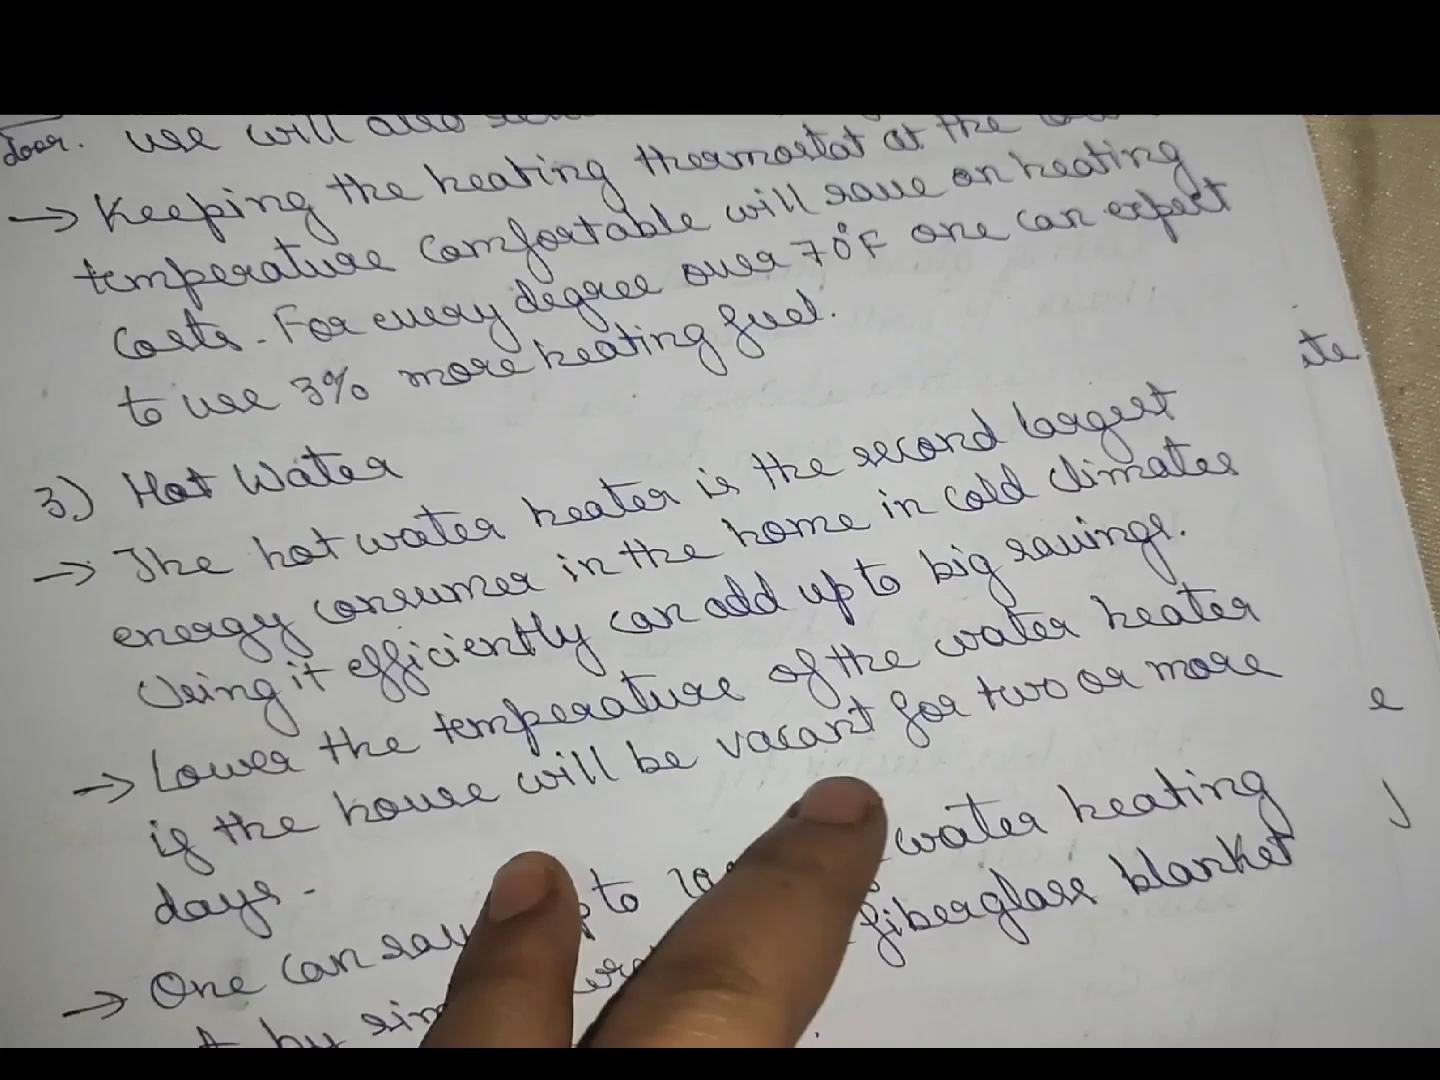 door. use will also
→ Keeping the heating thermostat at the
temperature comfortable will save on heating
costs. For every degree over 70°F one can expect
to use 3% more heating fuel.
3) Hot Water
→ The hot water heater is the second largest
energy consumer in the home in cold climates
Using it efficiently can add up to big savings.
→ Lower the temperature of the water heater
if the house will be vacant for two or more
days.
→ One can to water heating
by fiberglass blanket
ite
e